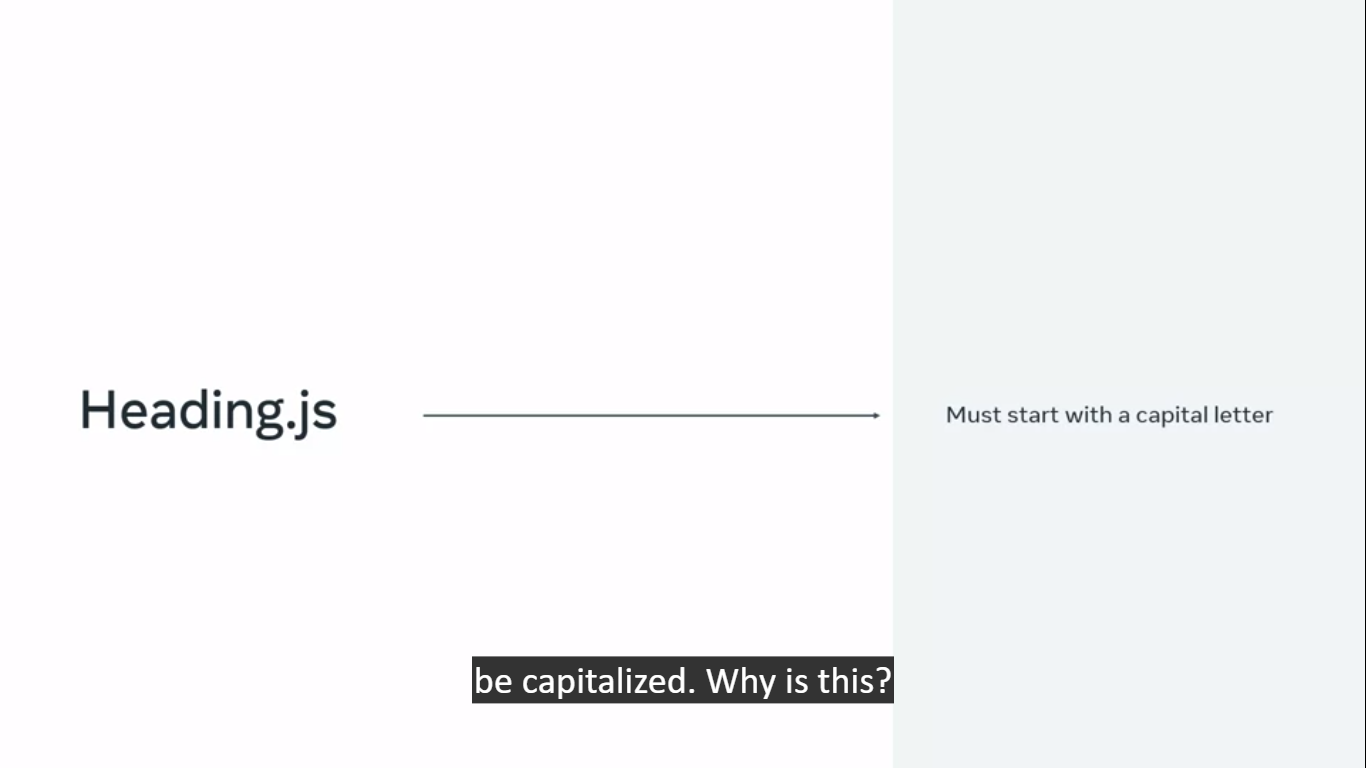 Heading.js
Must start with a capital letter
be capitalized. Why is this?